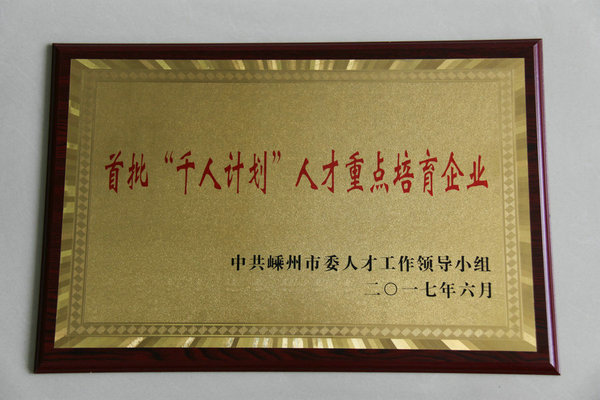 首批“千人计划”人才重点培育企业
中共嵊州市委人才工作领导小组
二〇一七年六月